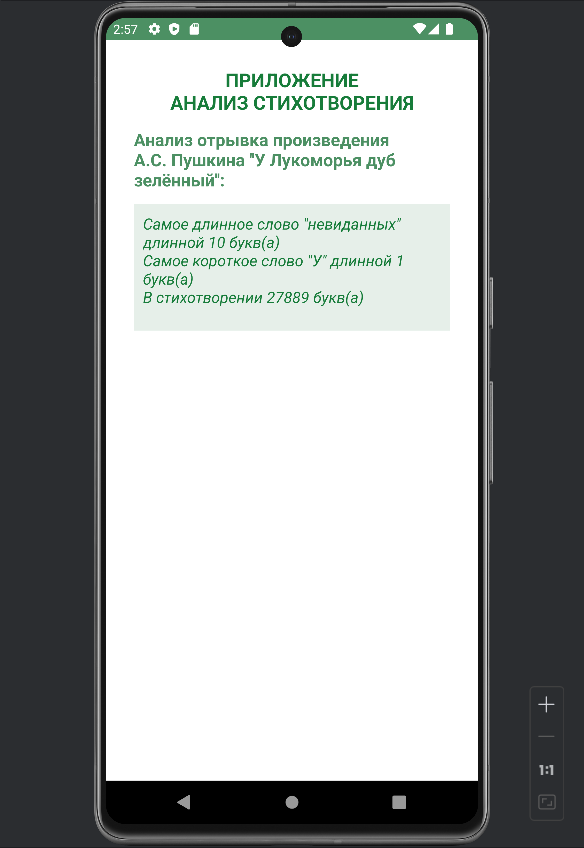 2:57
ПРИЛОЖЕНИЕ
АНАЛИЗ СТИХОТВОРЕНИЯ
Анализ отрывка произведения
А.С. Пушкина "У Лукоморья дуб
зелённый":
Самое длинное слово "невиданных"
длинной 10 букв(а)
Самое короткое слово "У" длинной 1
букв(а)
В стихотворении 27889 букв(а)
1:1